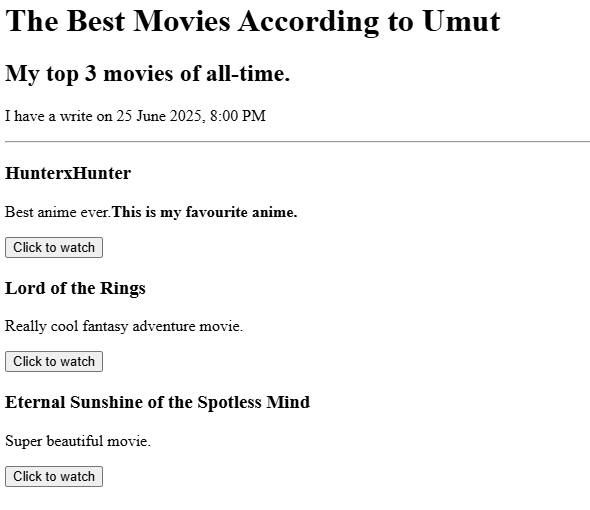 The Best Movies According to Umut
My top 3 movies of all-time.
I have a write on 25 June 2025, 8:00 PM
HunterxHunter
Best anime ever.This is my favourite anime.
Click to watch
Lord of the Rings
Really cool fantasy adventure movie.
Click to watch
Eternal Sunshine of the Spotless Mind
Super beautiful movie.
Click to watch